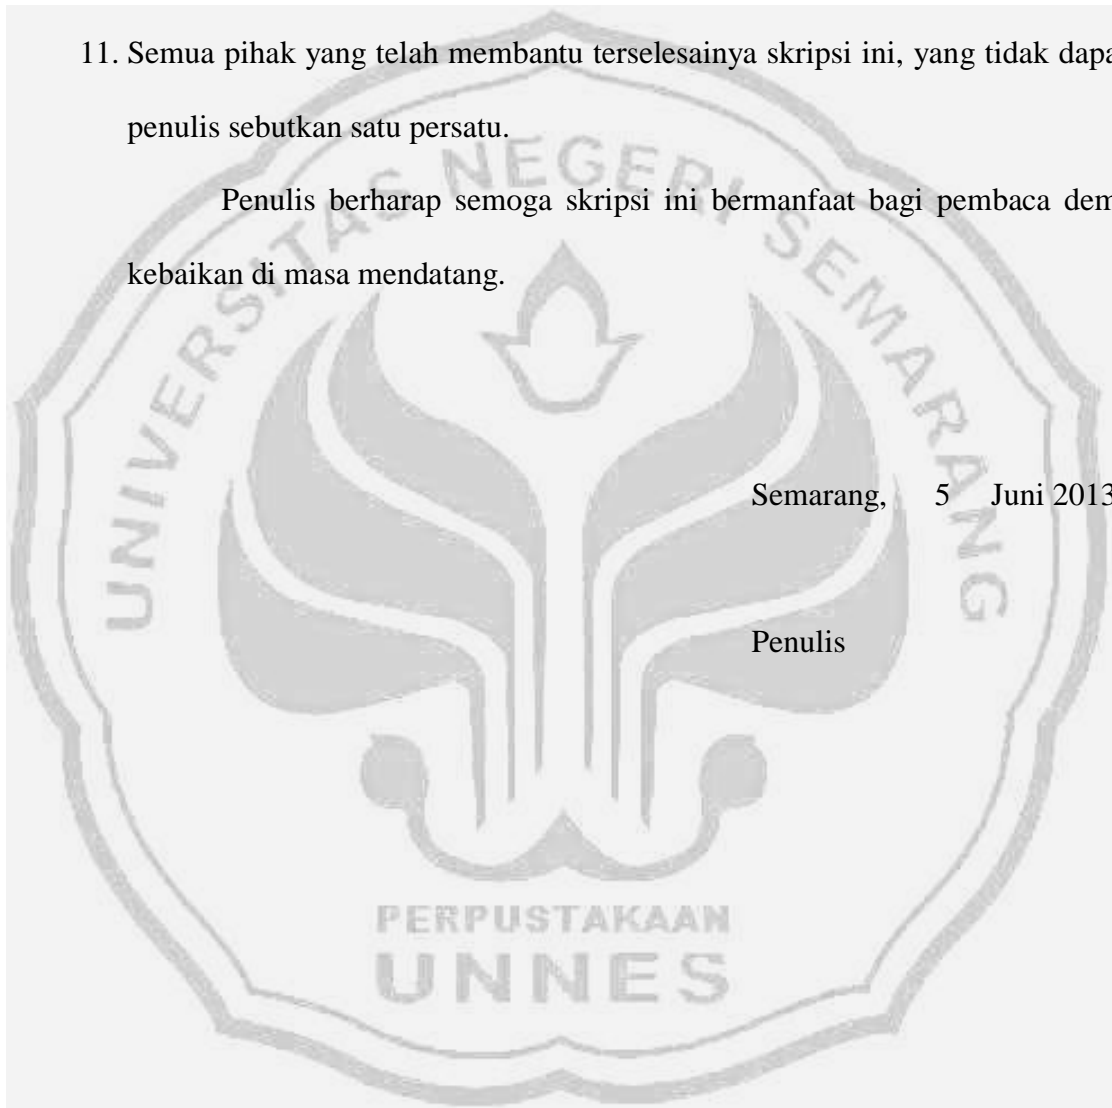 11. Semua pihak yang telah membantu terselesainya skripsi ini, yang tidak dapa
penulis sebutkan satu persatu.
Penulis berharap semoga skripsi ini bermanfaat bagi pembaca dem
kebaikan di masa mendatang.
Semarang, 5 Juni 2013
Penulis
UNIVERSITAS NEGERI SEMARANG
PERPUSTAKAAN
UNNES